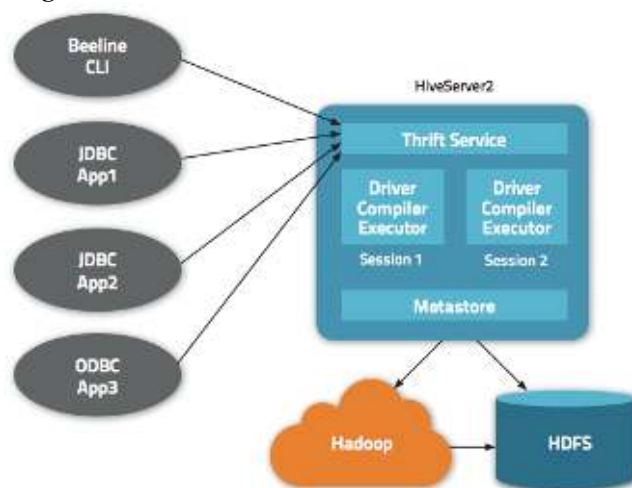 Beeline
CLI
JDBC
App1
JDBC
App2
ODBC
App3
HiveServer2
Thrift Service
Driver
Compiler
Executor
Session 1
Driver
Compiler
Executor
Session 2
Metastore
Hadoop
HDFS